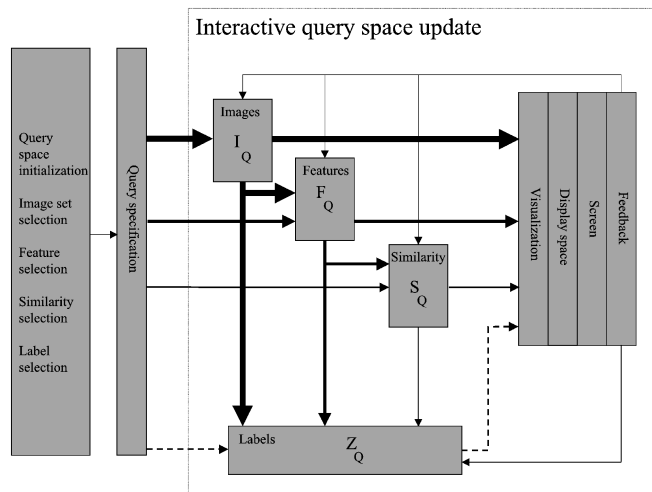 Interactive query space update
Query
space
initialization
Image set
selection
Feature
selection
Similarity
selection
Label
selection
Query specification
Images
I
Q
Features
F
Q
Similarity
S
Q
Labels
Z
Q
Visualization
Display space
Screen
Feedback